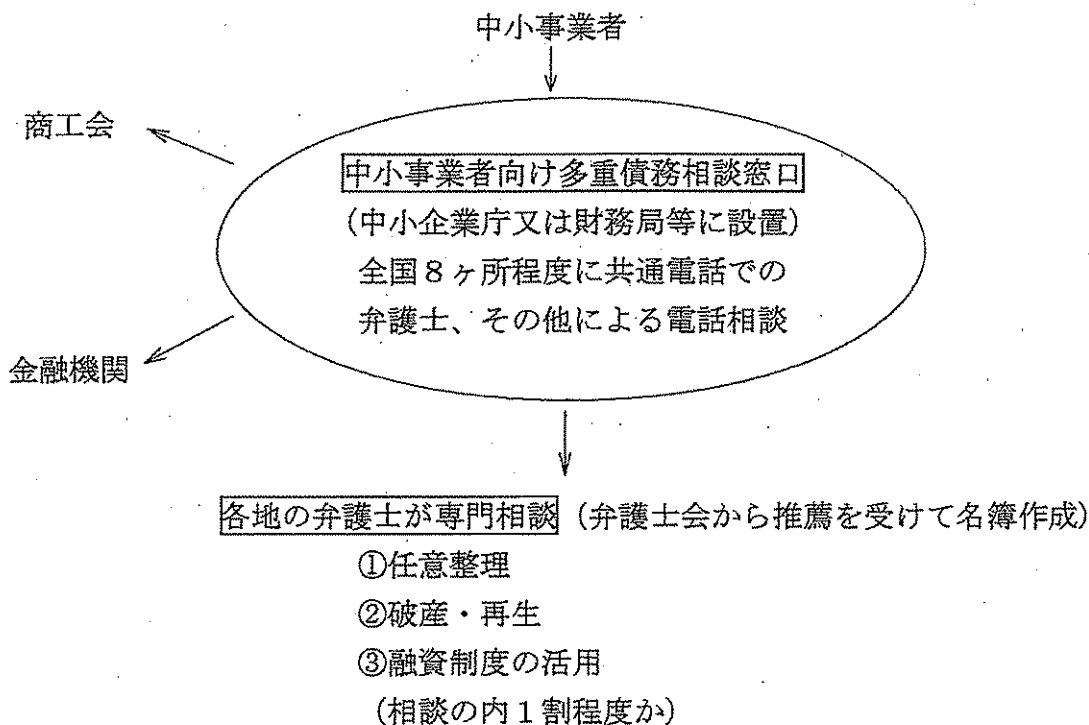 中小事業者
商工会
中小事業者向け多重債務相談窓口
(中小企業庁又は財務局等に設置)
全国8ヶ所程度に共通電話での
弁護士、その他による電話相談
金融機関
各地の弁護士が専門相談(弁護士会から推薦を受けて名簿作成)
①任意整理
②破産・再生
③融資制度の活用
(相談の内1割程度か)